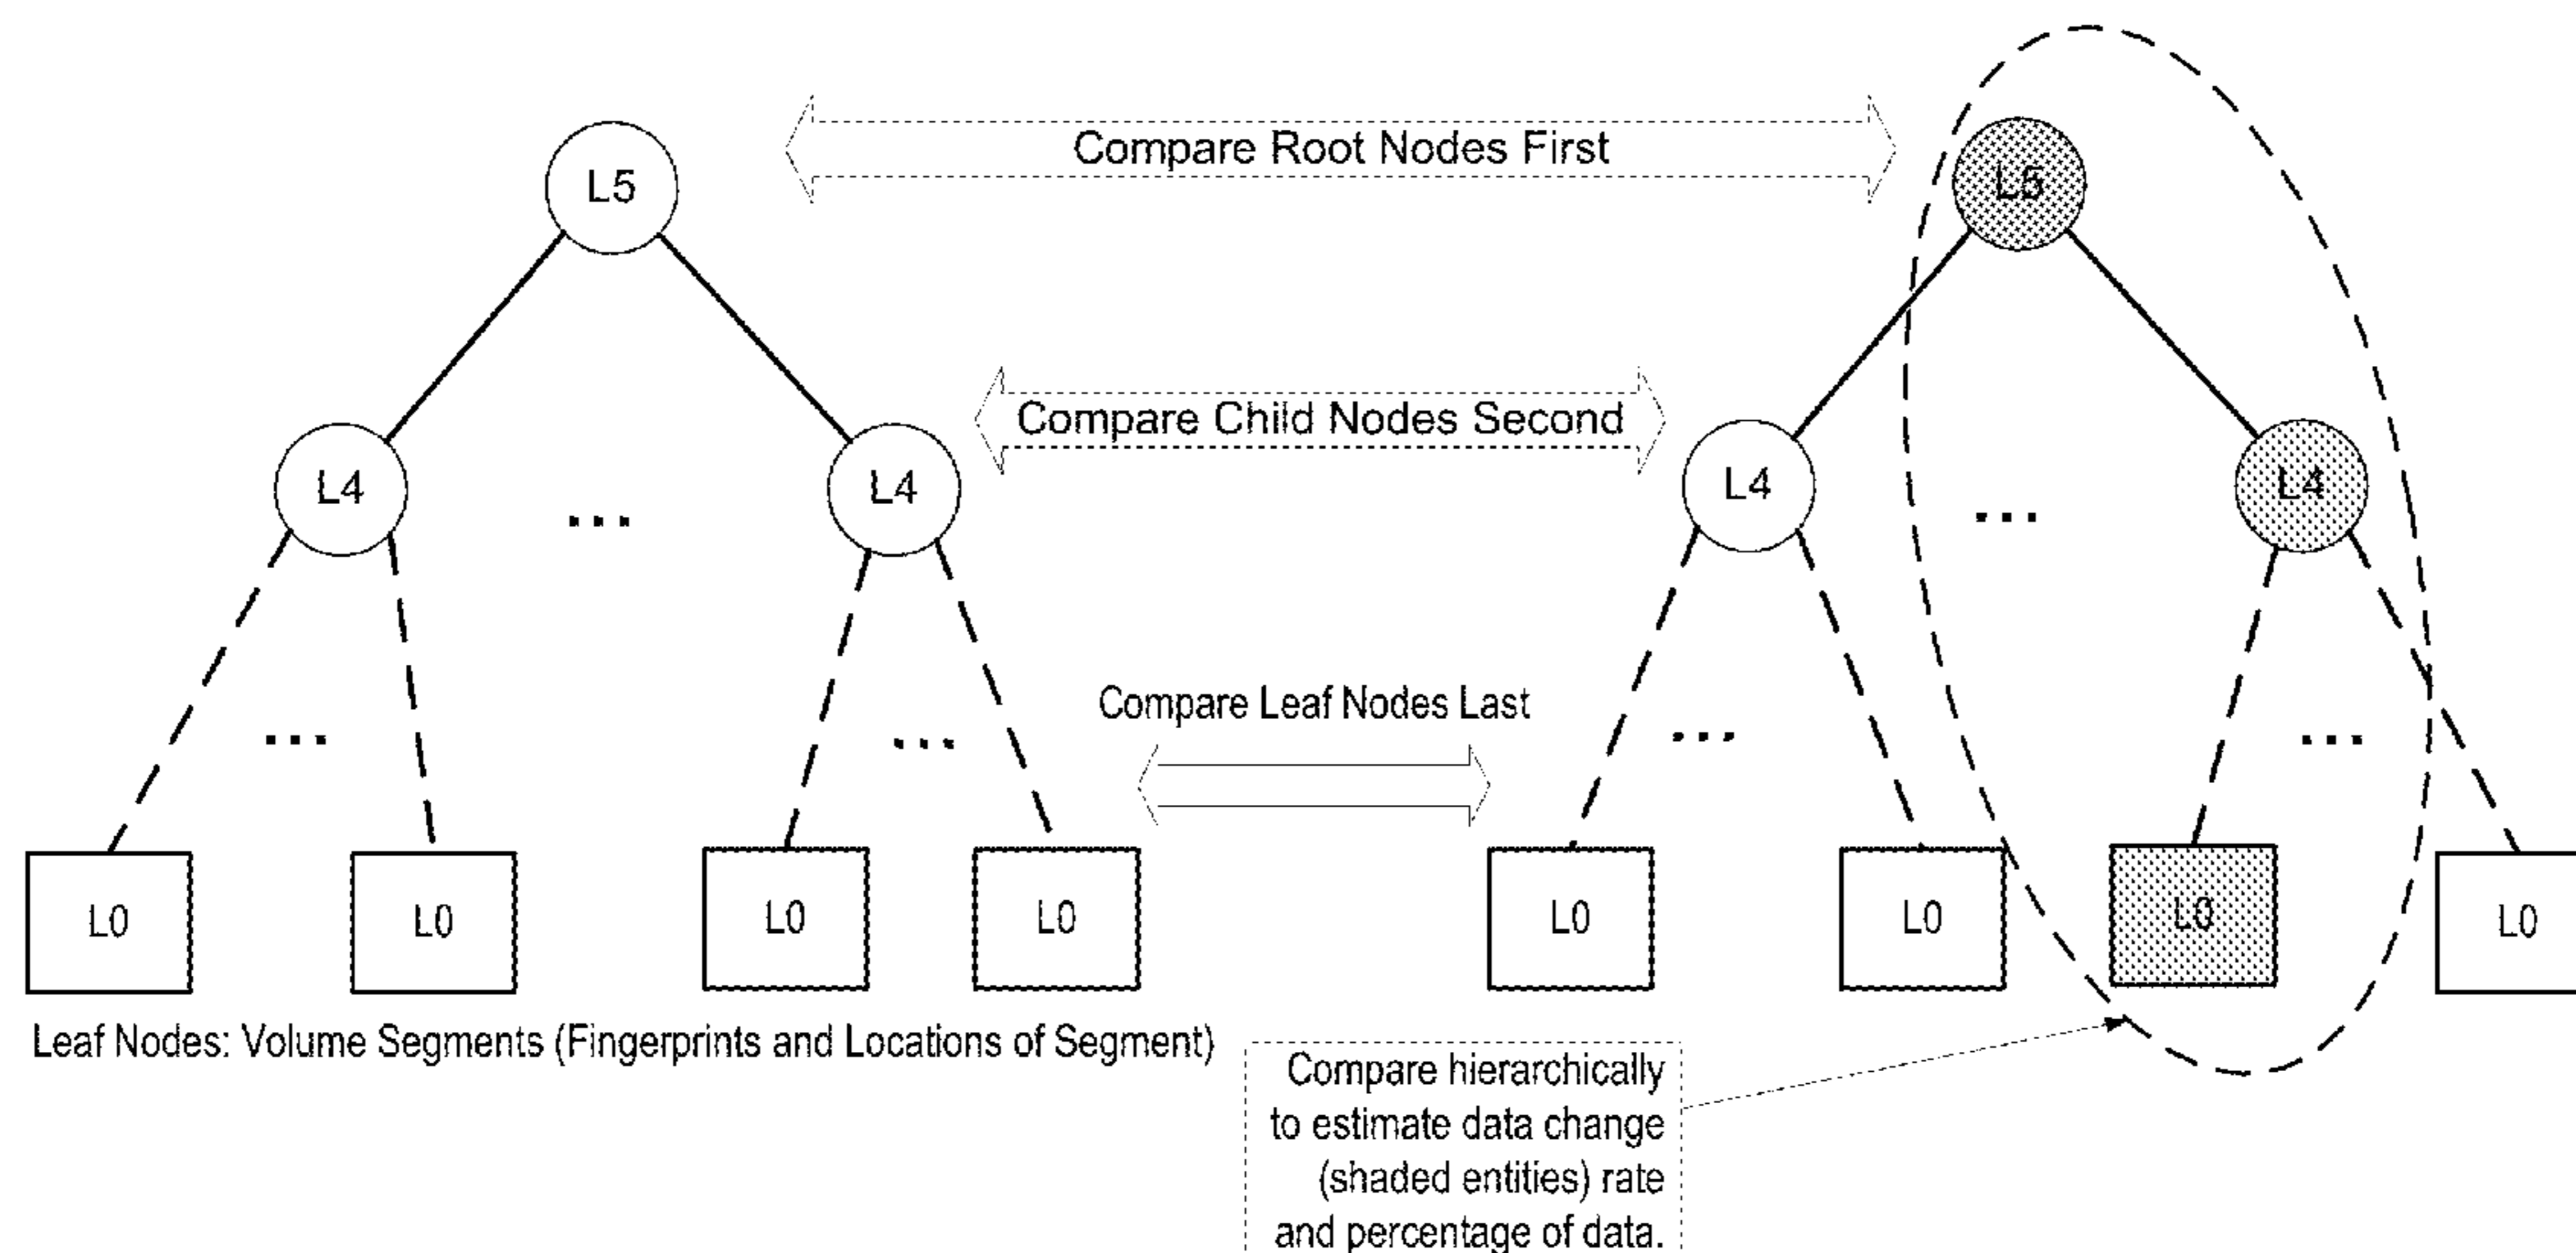 Compare Root Nodes First
L5
L5
Compare Child Nodes Second
L4
...
L4
L4
...
L4
Compare Leaf Nodes Last
...
...
...
...
L0
L0
L0
L0
L0
L0
L0
L0
Leaf Nodes: Volume Segments (Fingerprints and Locations of Segment)
Compare hierarchically
to estimate data change
(shaded entities) rate
and percentage of data.